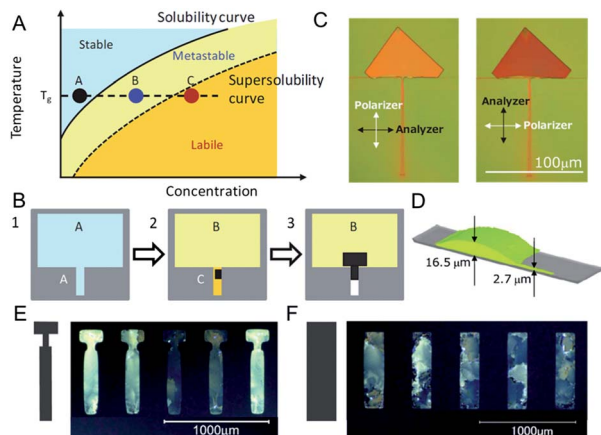 A
Solubility curve
Stable
Metastable
A
B
C
Tg
Supersolubility
curve
Labile
Temperature
Concentration
B
1
A
A
2
B
C
3
B
C
Polarizer
Analyzer
Analyzer
Polarizer
100μm
D
16.5 μm
2.7 μm
E
1000μm
F
1000μm